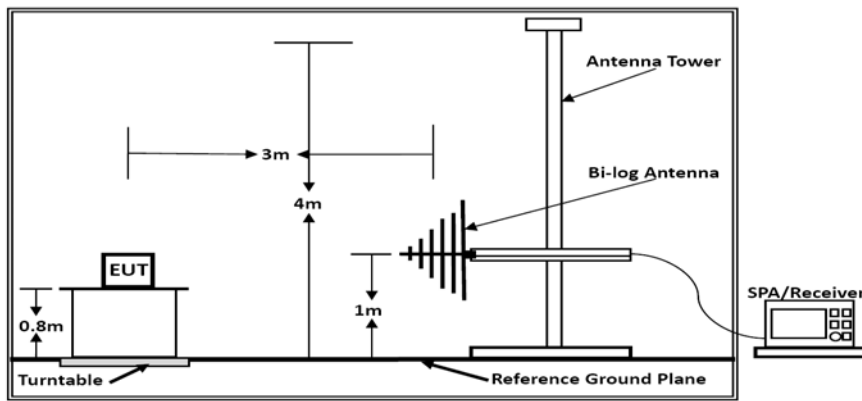 Antenna Tower
3m
Bi-log Antenna
4m
EUT
SPA/Receiver
0.8m
1m
Turntable
Reference Ground Plane